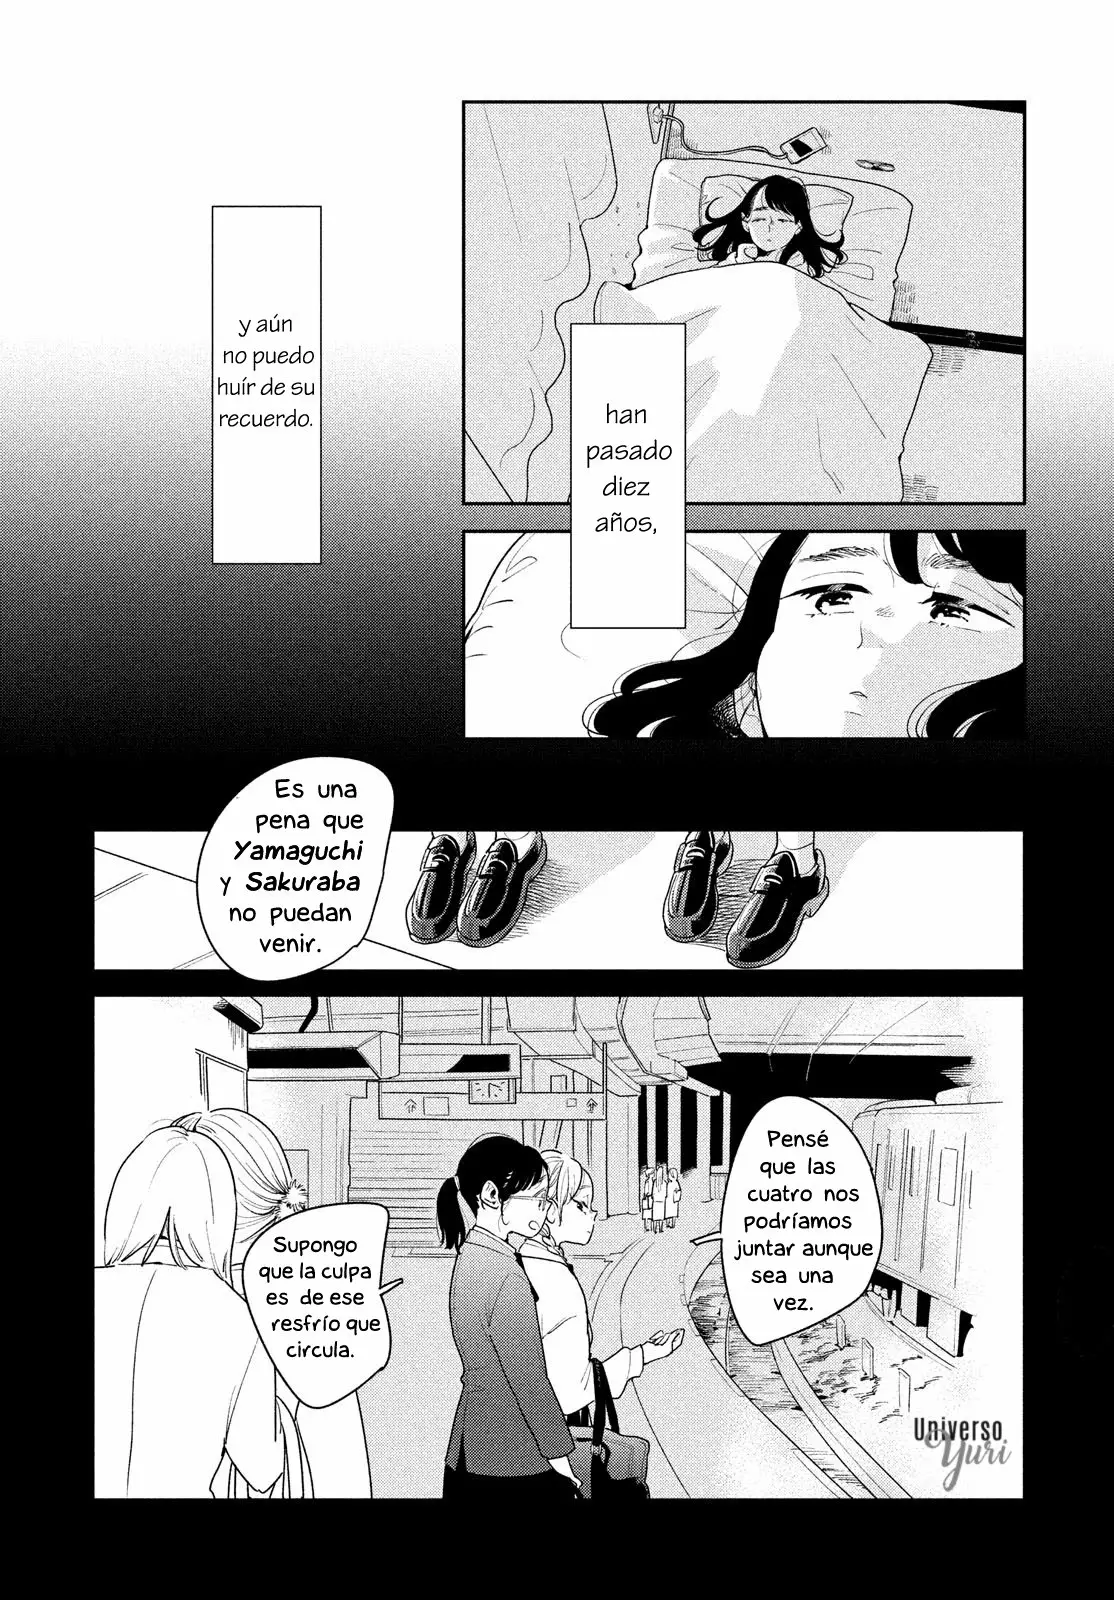 han
pasado
diez
años,
y aún
no puedo
huír de su
recuerdo.
Es una
pena que
Yamaguchi
y Sakuraba
no puedan
venir.
Pensé
que las
cuatro nos
podríamos
juntar aunque
sea una
vez.
Supongo
que la culpa
es de ese
resfrío que
circula.
Universo
Yuri